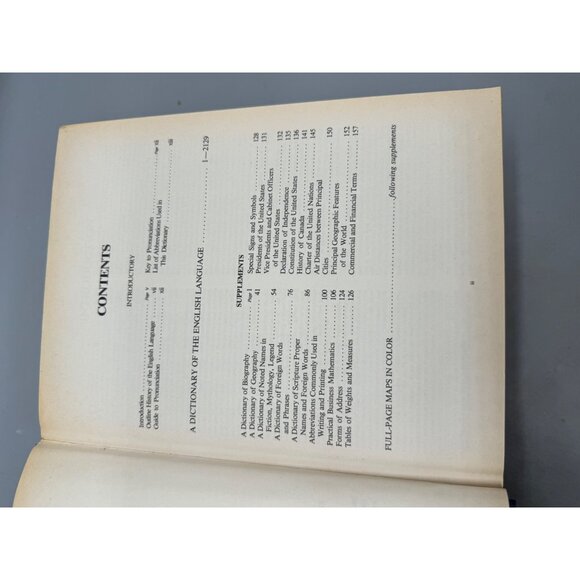 CONTENTS
INTRODUCTORY
Introduction ........ Page v
Outline History of the English Language ........ vii
Guide to Pronunciation ........ xii
Key to Pronunciation ........ Page xii
List of Abbreviations Used in
This Dictionary ........ xiii
A DICTIONARY OF THE ENGLISH LANGUAGE ........ 1—2129
SUPPLEMENTS
A Dictionary of Biography ........ Page 1
A Dictionary of Geography ........ 41
A Dictionary of Noted Names in
Fiction, Mythology, Legend ........ 54
A Dictionary of Foreign Words
and Phrases ........ 76
A Dictionary of Scripture Proper
Names and Foreign Words ........ 86
Abbreviations Commonly Used in
Writing and Printing ........ 100
Practical Business Mathematics ........ 106
Forms of Address ........ 124
Tables of Weights and Measures ........ 126
Special Signs and Symbols ........ 128
Presidents of the United States ........ 131
Vice Presidents and Cabinet Officers
of the United States ........ 132
Declaration of Independence ........ 135
Constitution of the United States ........ 136
History of Canada ........ 141
Charter of the United Nations ........ 145
Air Distances between Principal
Cities ........ 150
Principal Geographic Features
of the World ........ 152
Commercial and Financial Terms ........ 157
FULL-PAGE MAPS IN COLOR ........ following supplements
iii